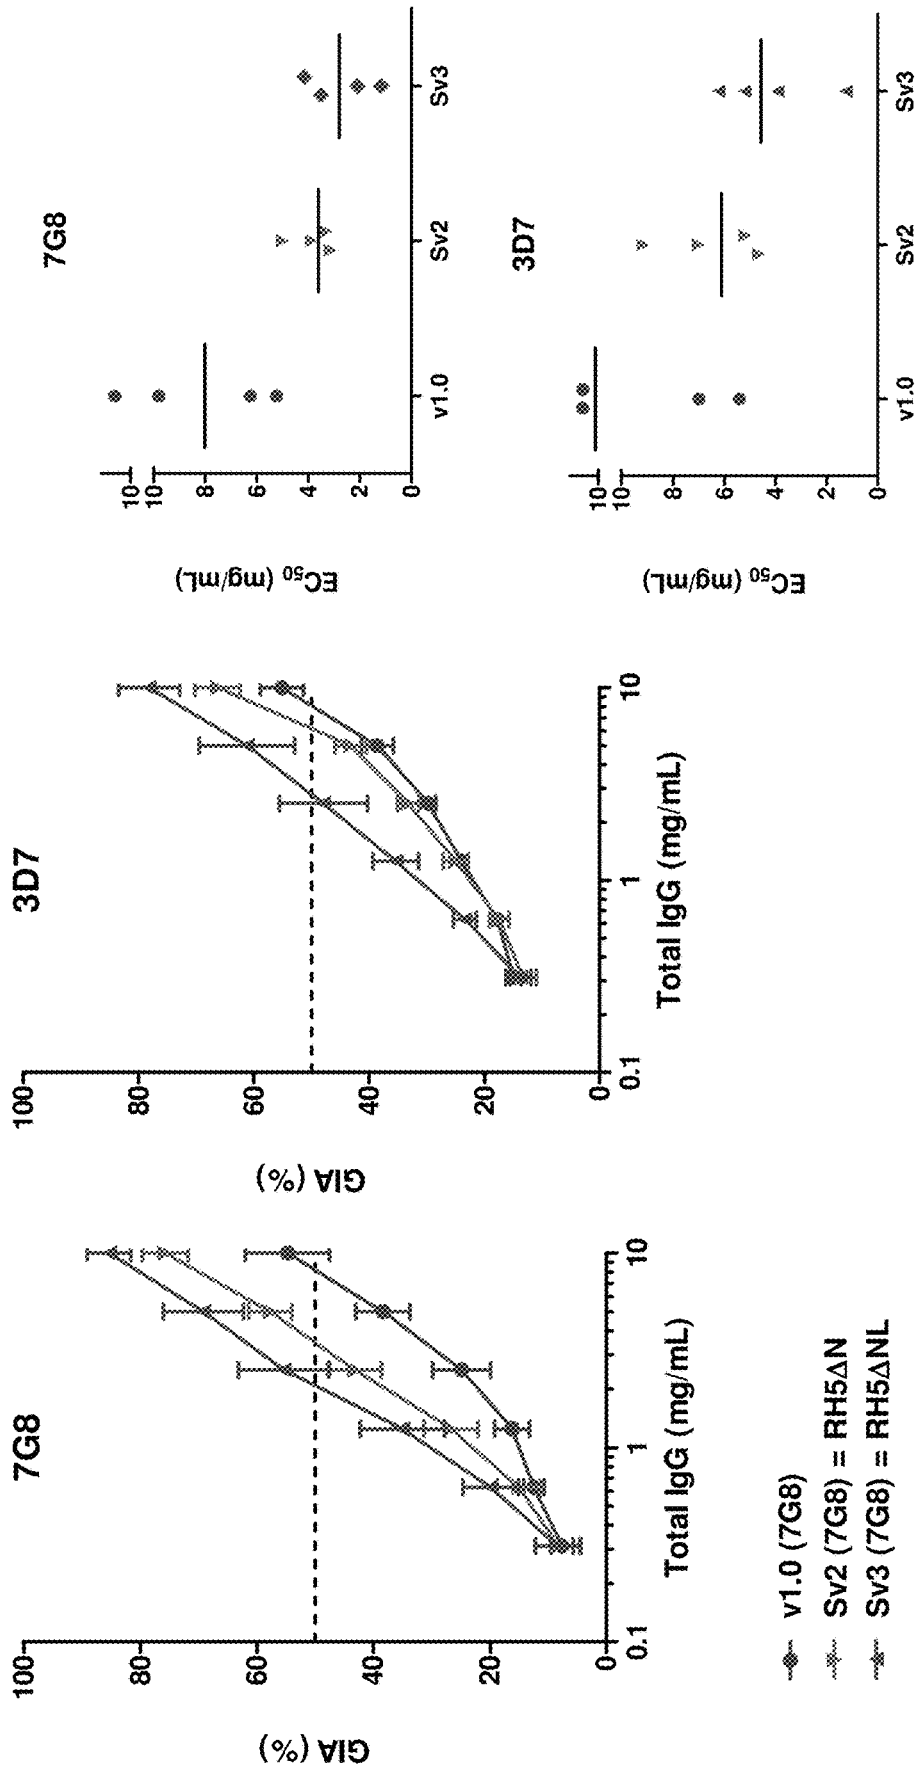 7G8
GIA (%)
100
80
60
40
20
0
0.1
1
10
Total IgG (mg/mL)
3D7
GIA (%)
100
80
60
40
20
0
0.1
1
10
Total IgG (mg/mL)
v1.0 (7G8)
Sv2 (7G8) = RH5ΔN
Sv3 (7G8) = RH5ΔNL
7G8
EC50 (mg/mL)
10
10
8
6
4
2
0
v1.0
Sv2
Sv3
3D7
EC50 (mg/mL)
10
10
8
6
4
2
0
v1.0
Sv2
Sv3